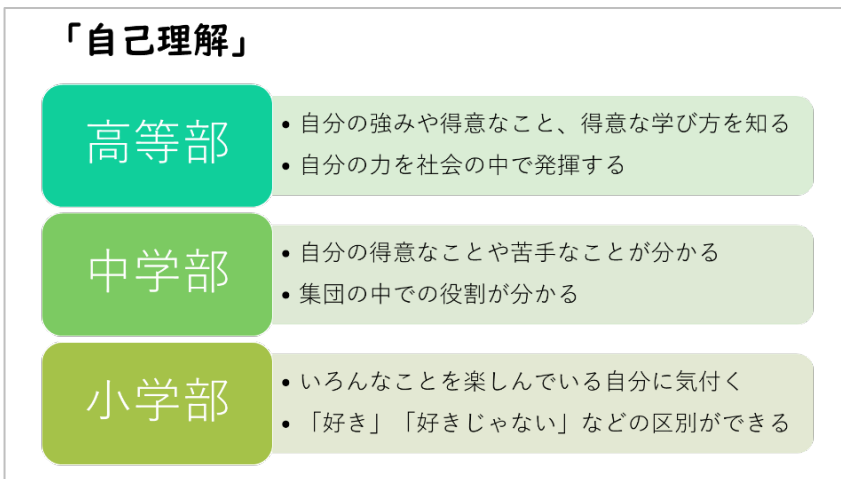 「自己理解」
高等部
• 自分の強みや得意なこと、得意な学び方を知る
• 自分の力を社会の中で発揮する
中学部
• 自分の得意なことや苦手なことが分かる
• 集団の中での役割が分かる
小学部
• いろんなことを楽しんでいる自分に気付く
• 「好き」「好きじゃない」などの区別ができる